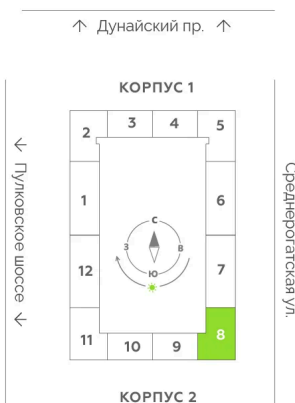 Дунайский пр.
КОРПУС 1
2
3
4
5
1
6
С
З
В
Ю
12
7
11
10
9
8
КОРПУС 2
Пулковское шоссе
Среднерогатская ул.